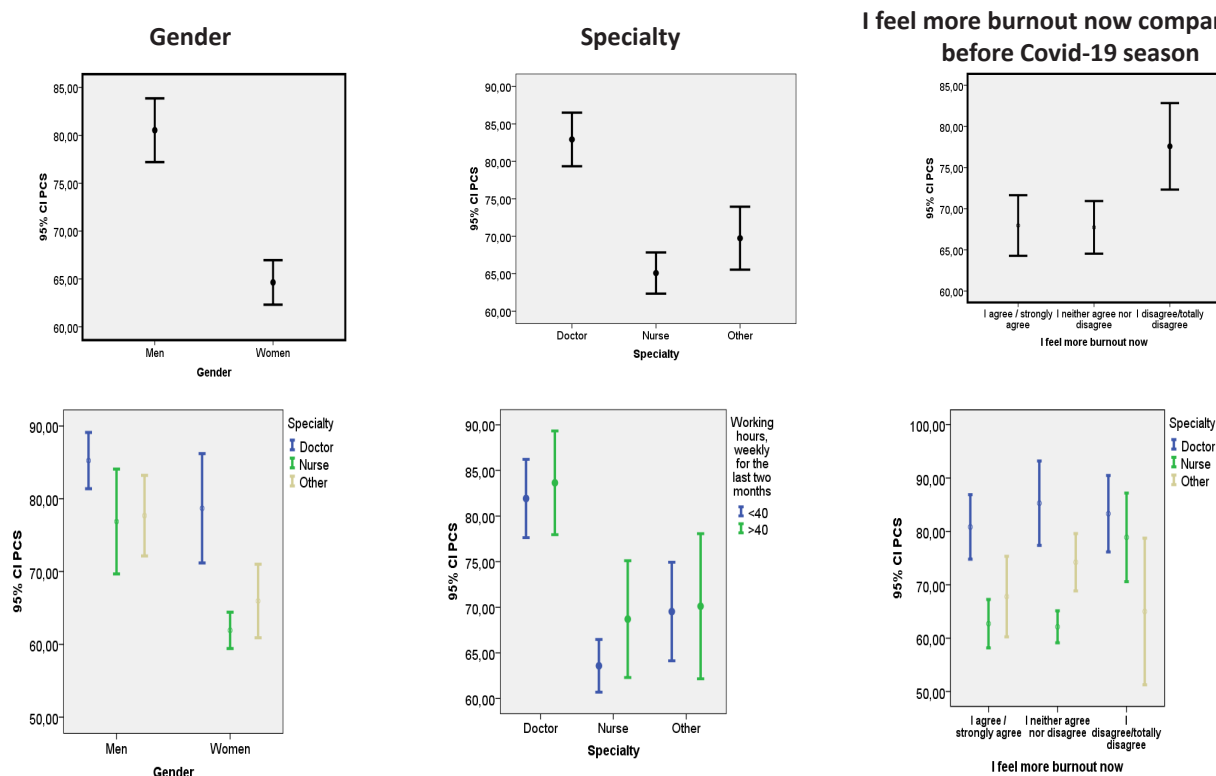 Gender
85,00
80,00
75,00
70,00
65,00
60,00
95% CI PCS
Men
Women
Gender
Specialty
90,00
85,00
80,00
75,00
70,00
65,00
60,00
95% CI PCS
Doctor
Nurse
Other
Specialty
I feel more burnout now
before Covid-19 season
85,00
80,00
75,00
70,00
65,00
60,00
95% CI PCS
I agree / strongly
agree
I neither agree nor
disagree
I disagree/totally
disagree
I feel more burnout now
90,00
80,00
70,00
60,00
50,00
95% CI PCS
Men
Women
Gender
Specialty
Doctor
Nurse
Other
90,00
85,00
80,00
75,00
70,00
65,00
60,00
95% CI PCS
Doctor
Nurse
Other
Specialty
Working
hours,
weekly
for the
last two
months
<40
>40
100,00
90,00
80,00
70,00
60,00
50,00
95% CI PCS
I agree /
strongly agree
I neither agree
nor disagree
I
disagree/totally
disagree
I feel more burnout now
Specialty
Doctor
Nurse
Other